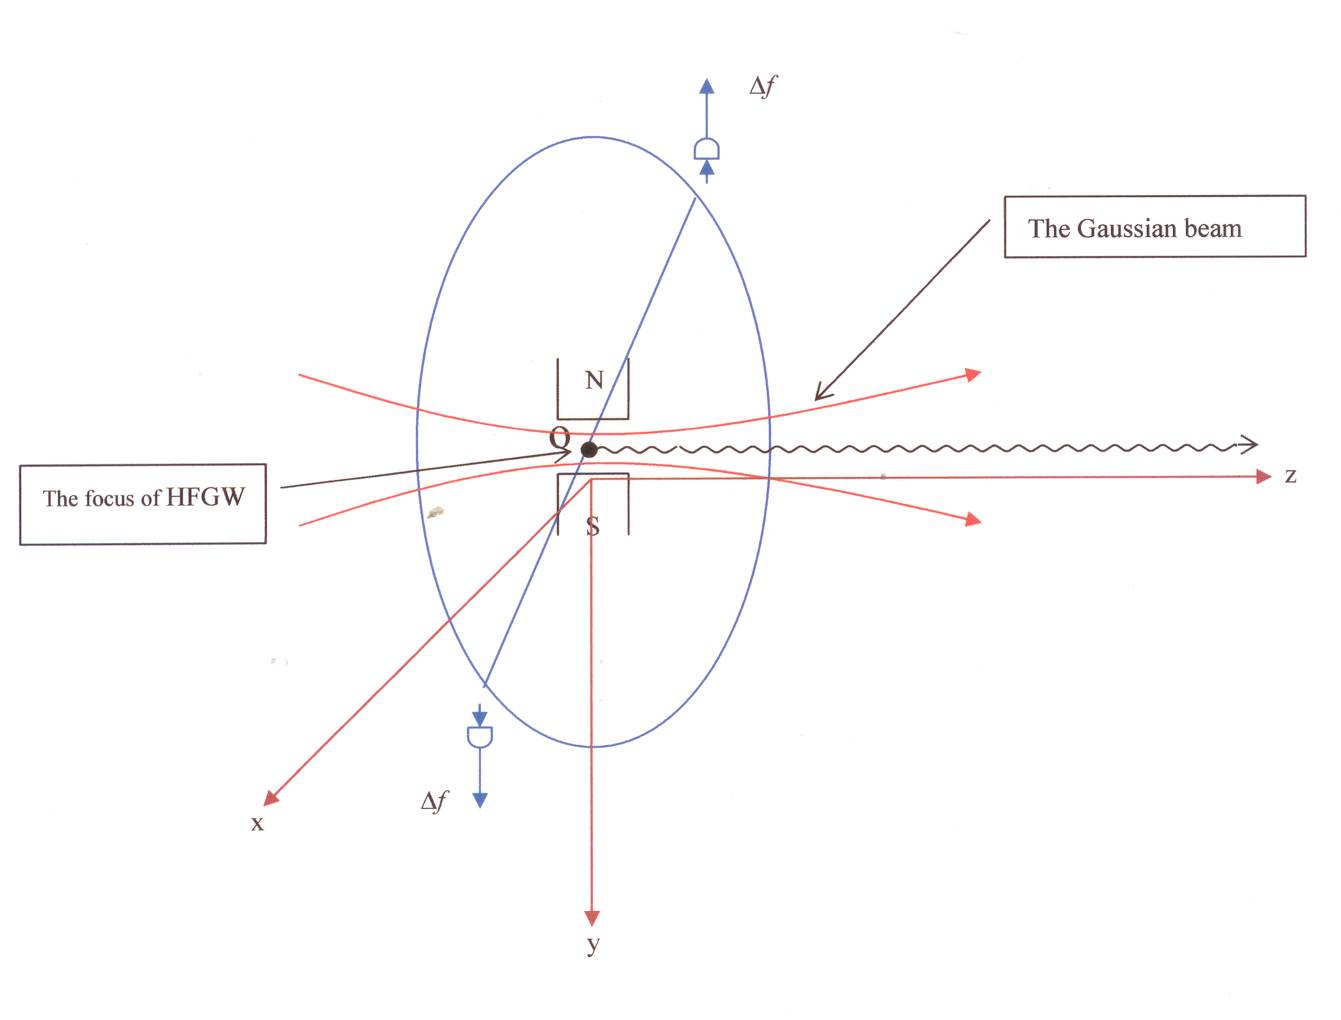 Δf
The Gaussian beam
N
O
The focus of HFGW
z
S
Δf
x
y